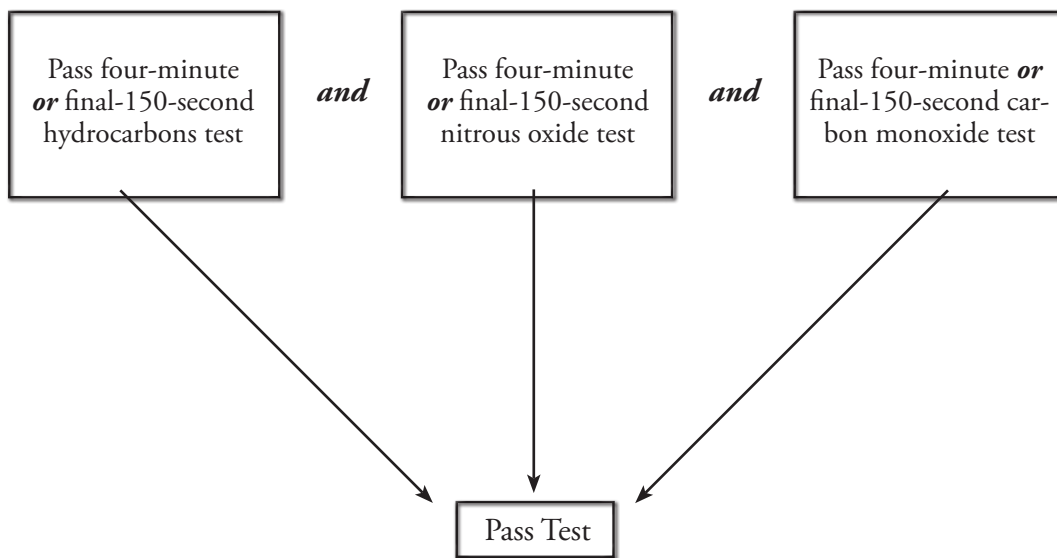 Pass four-minute
or final-150-second
hydrocarbons test
and
Pass four-minute
or final-150-second
nitrous oxide test
and
Pass four-minute or
final-150-second car-
bon monoxide test
Pass Test